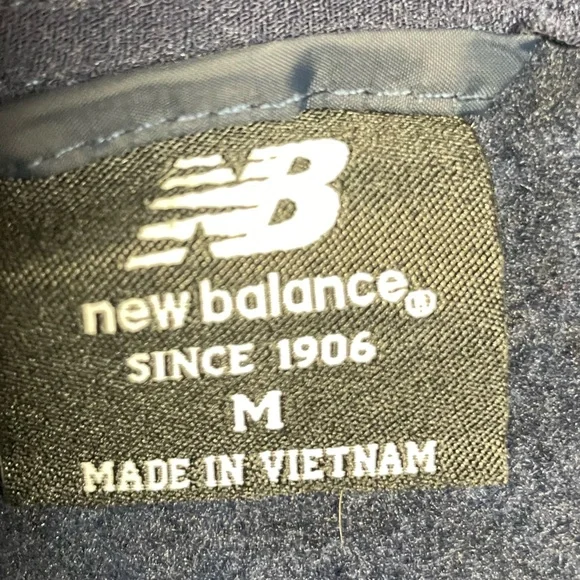 NB
new balance®
SINCE 1906
M
MADE IN VIETNAM